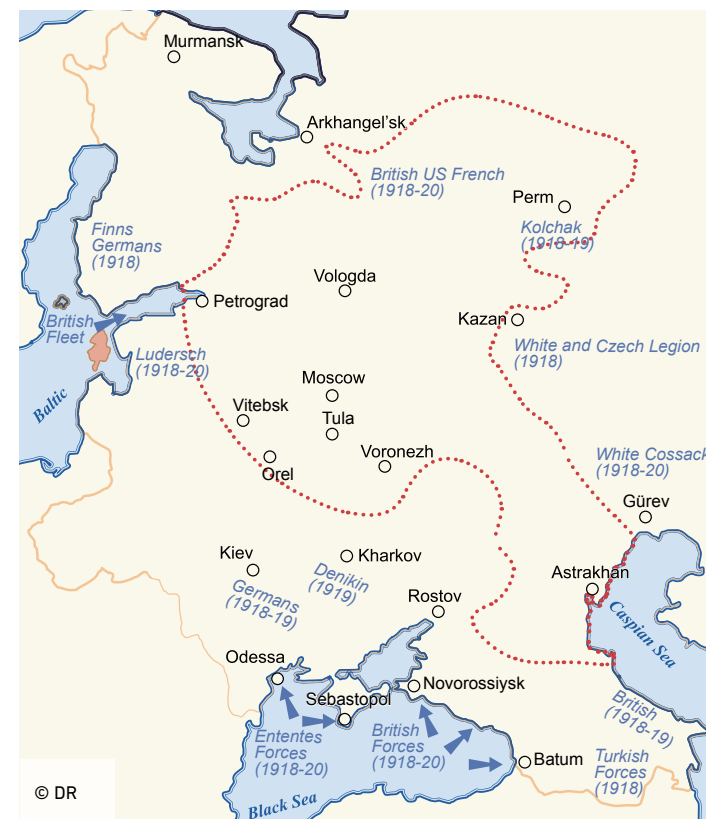 Murmansk
Arkhangel'sk
British US French
(1918-20)
Perm
Kolchak
(1918-19)
Finns
Germans
(1918)
Vologda
Petrograd
Kazan
British
Fleet
White and Czech Legion
(1918)
Ludersch
(1918-20)
Moscow
Baltic
Vitebsk
Tula
Voronezh
White Cossack
(1918-20)
Orel
Gürev
Kiev
Kharkov
Denikin
(1919)
Germans
(1918-19)
Astrakhan
Rostov
Caspian Sea
Odessa
Sebastopol
Novorossiysk
British
(1918-19)
Ententes
Forces
(1918-20)
British
Forces
(1918-20)
Batum
Turkish
Forces
(1918)
Black Sea
© DR